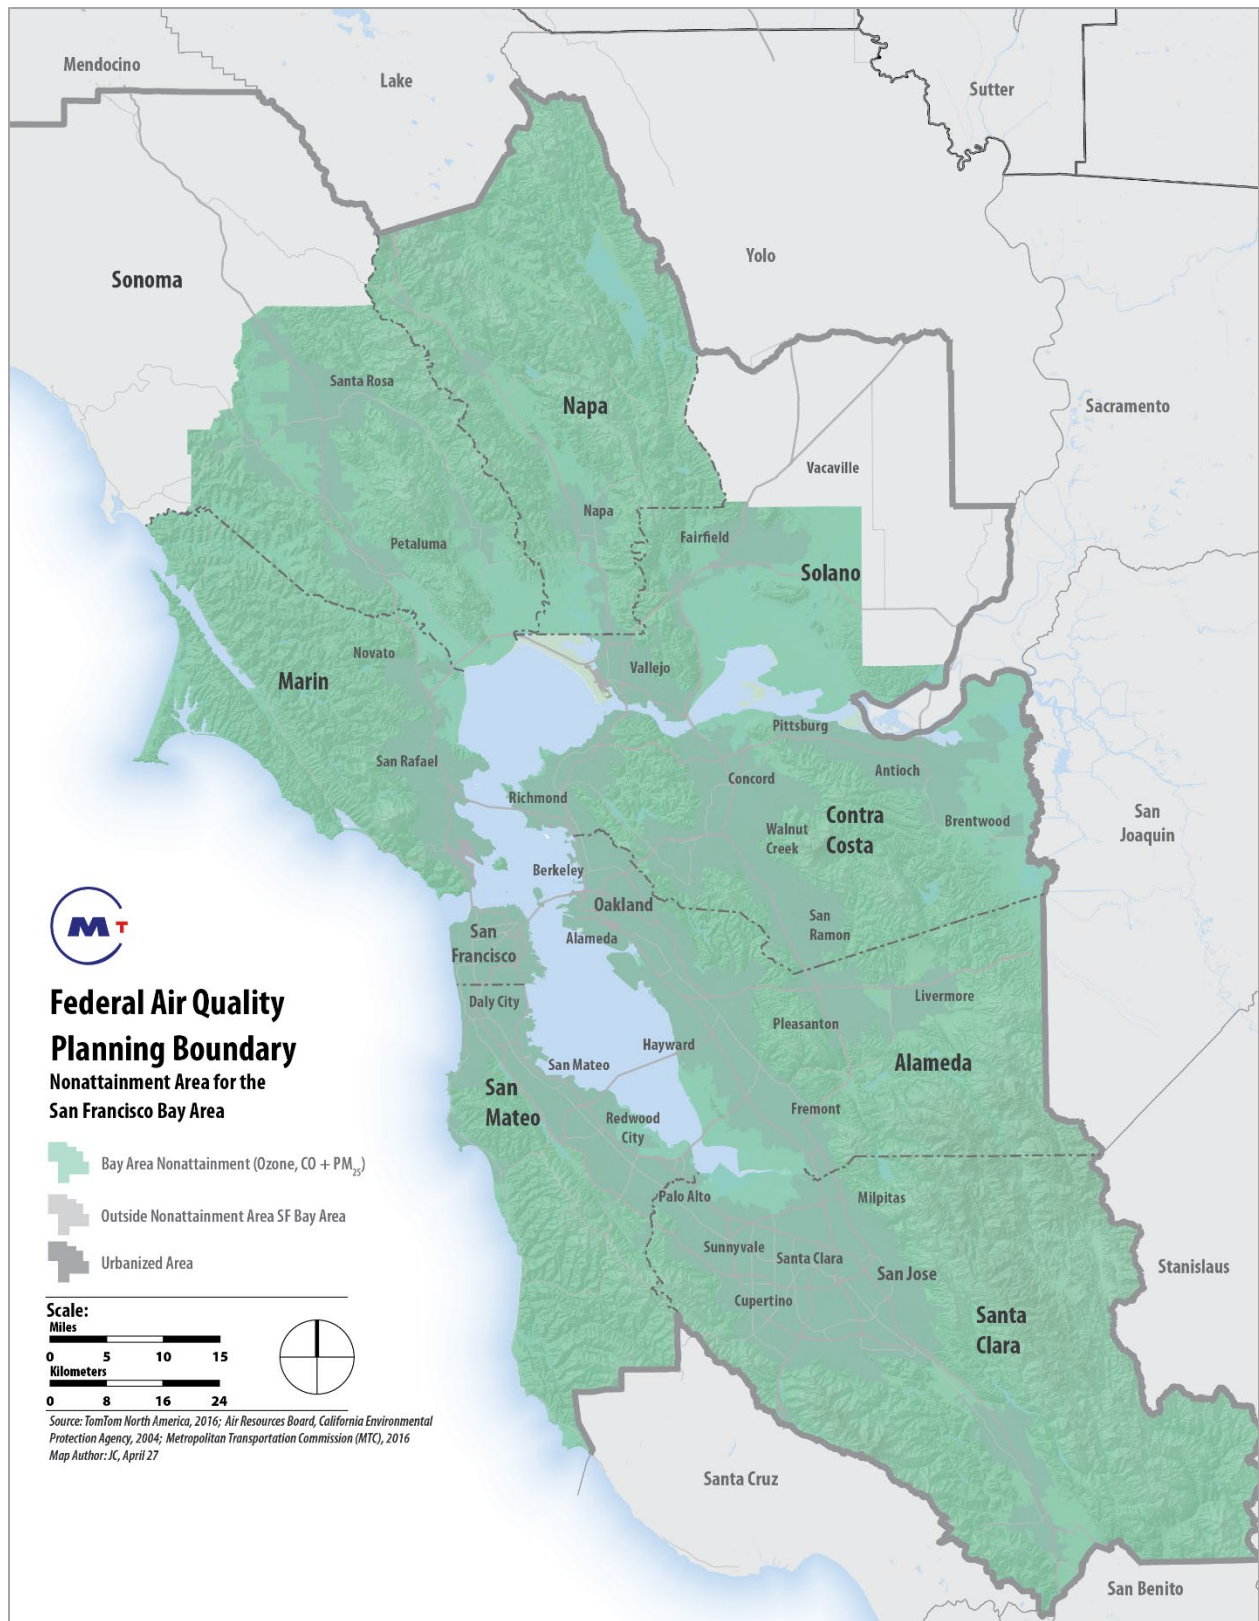 Mendocino
Lake
Sutter
Yolo
Sonoma
Sacramento
Santa Rosa
Napa
Vacaville
Napa
Fairfield
Petaluma
Solano
Novato
Vallejo
Marin
Pittsburg
San Rafael
Concord
Antioch
Richmond
Contra
Costa
Brentwood
San
Joaquin
Walnut
Creek
Berkeley
Oakland
San
Ramon
San
Francisco
Alameda
Daly City
Livermore
Pleasanton
Hayward
San Mateo
Alameda
San
Mateo
Redwood
City
Fremont
Palo Alto
Milpitas
Sunnyvale
Santa Clara
San Jose
Stanislaus
Cupertino
Santa
Clara
Santa Cruz
San Benito
M T
Federal Air Quality
Planning Boundary
Nonattainment Area for the
San Francisco Bay Area
Bay Area Nonattainment (Ozone, CO + PM25)
Outside Nonattainment Area SF Bay Area
Urbanized Area
Scale:
Miles
0 5 10 15
Kilometers
0 8 16 24
Source: TomTom North America, 2016; Air Resources Board, California Environmental
Protection Agency, 2004; Metropolitan Transportation Commission (MTC), 2016
Map Author: JC, April 27